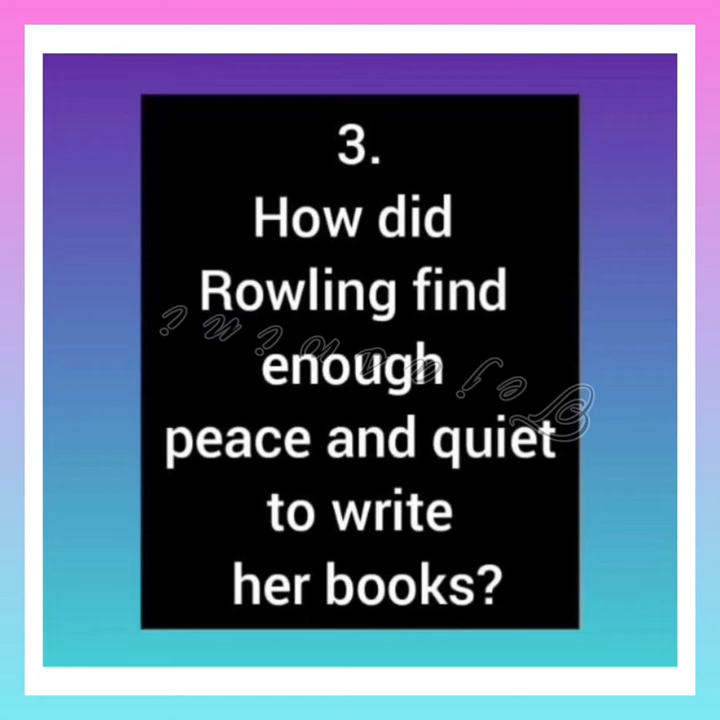 3.
How did
Rowling find
enough
peace and quiet
to write
her books?